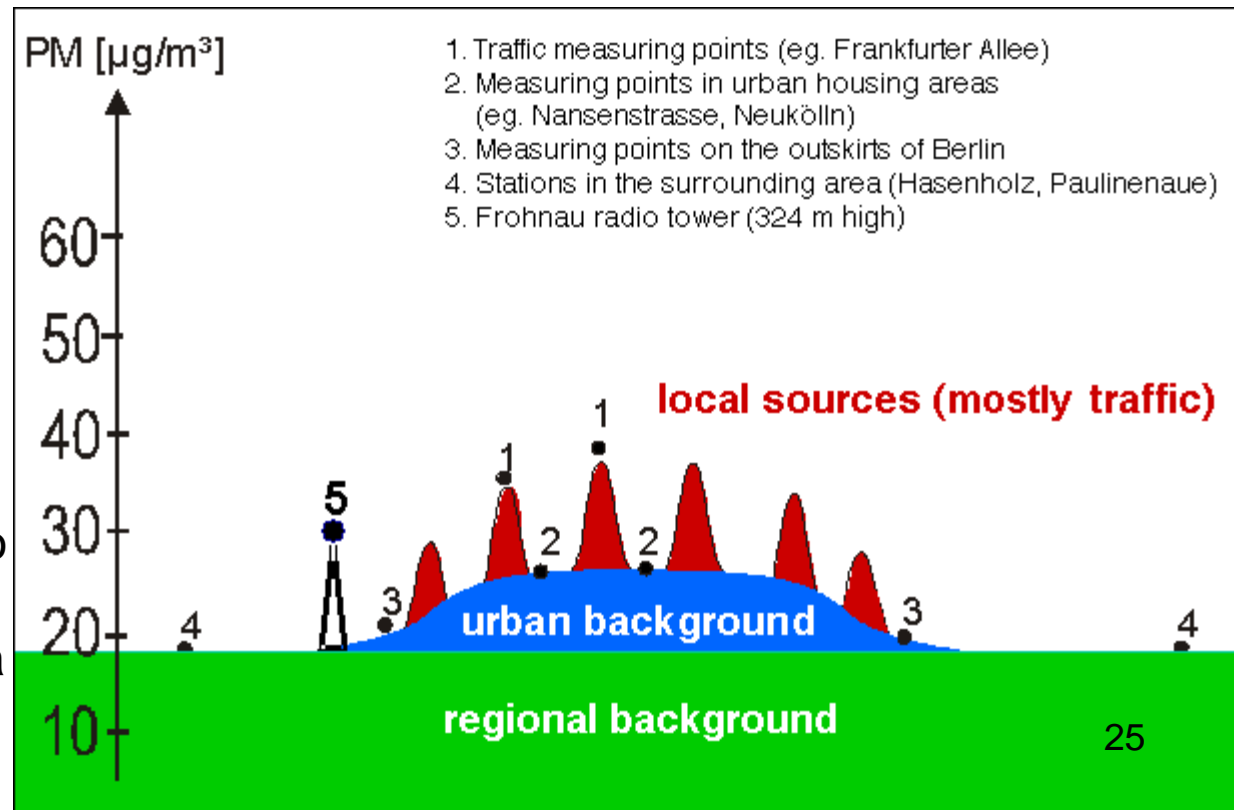 PM [µg/m³]
1. Traffic measuring points (eg. Frankfurter Allee)
2. Measuring points in urban housing areas
(eg. Nansenstrasse, Neukölln)
3. Measuring points on the outskirts of Berlin
4. Stations in the surrounding area (Hasenholz, Paulinenaue)
5. Frohnau radio tower (324 m high)
60
50
local sources (mostly traffic)
40
1
1
5
30
2
2
3
3
4
4
20
urban background
regional background
10
25